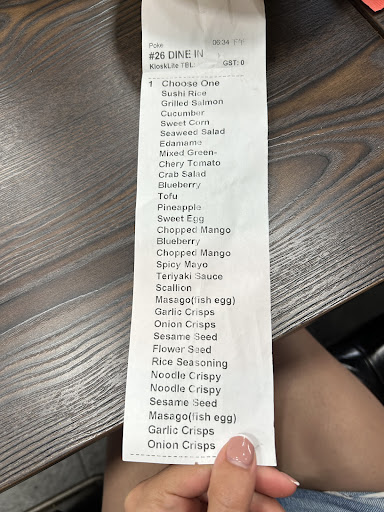 Poke 06:34
#26 DINE IN
KioskLite TBL: GST: 0
1 Choose One
Sushi Rice
Grilled Salmon
Cucumber
Sweet Corn
Seaweed Salad
Edamame
Mixed Green-
Chery Tomato
Crab Salad
Blueberry
Tofu
Pineapple
Sweet Egg
Chopped Mango
Blueberry
Chopped Mango
Spicy Mayo
Teriyaki Sauce
Scallion
Masago(fish egg)
Garlic Crisps
Onion Crisps
Sesame Seed
Flower Seed
Rice Seasoning
Noodle Crispy
Noodle Crispy
Sesame Seed
Masago(fish egg)
Garlic Crisps
Onion Crisps